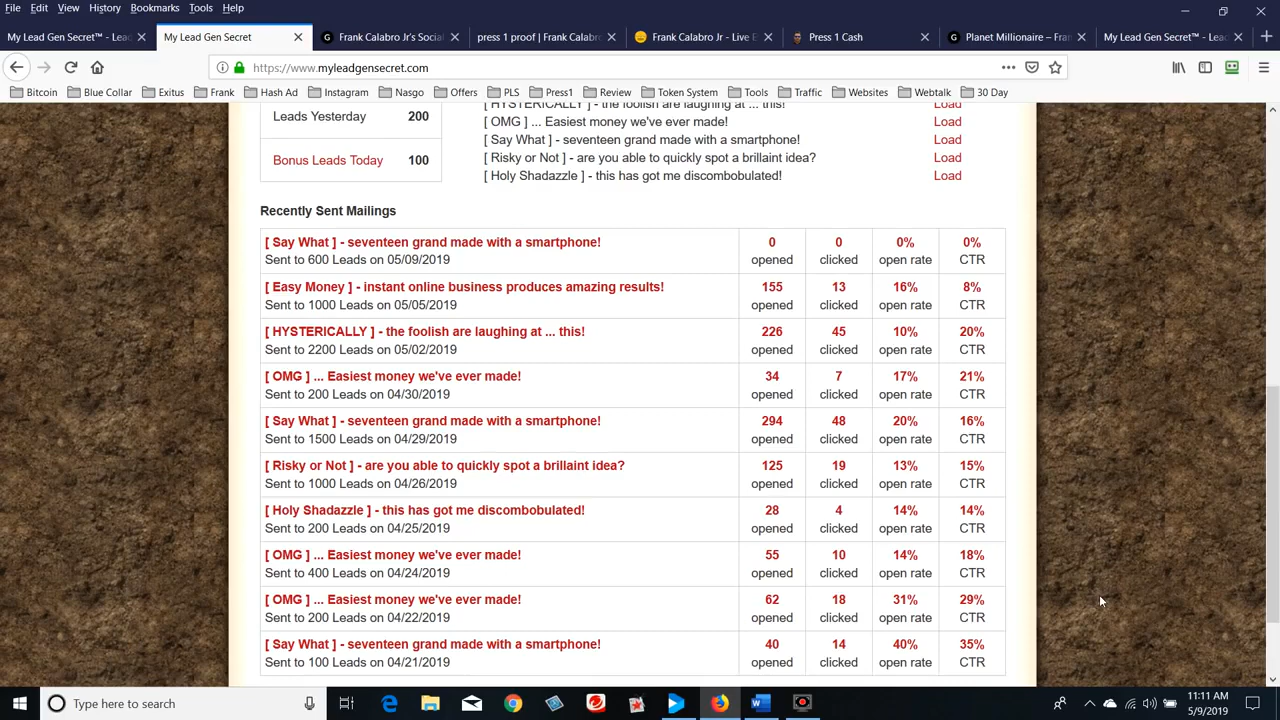 File Edit View History Bookmarks Tools Help
My Lead Gen Secret™ - Lead
My Lead Gen Secret
Frank Calabro Jr's Social
press 1 proof | Frank Calabro
Frank Calabro Jr - Live E
Press 1 Cash
Planet Millionaire – Fran
My Lead Gen Secret™ - Lead
https://www.myleadgensecret.com
Bitcoin Blue Collar Exitus Frank Hash Ad Instagram Nasgo Offers PLS Press1 Review Token System Tools Traffic Websites Webtalk 30 Day
[ HYSTERICALLY ] - the foolish are laughing at ... this! Load
Leads Yesterday 200
[ OMG ] ... Easiest money we've ever made! Load
[ Say What ] - seventeen grand made with a smartphone! Load
Bonus Leads Today 100
[ Risky or Not ] - are you able to quickly spot a brillaint idea? Load
[ Holy Shadazzle ] - this has got me discombobulated! Load
Recently Sent Mailings
[ Say What ] - seventeen grand made with a smartphone! 0 0 0% 0%
Sent to 600 Leads on 05/09/2019 opened clicked open rate CTR
[ Easy Money ] - instant online business produces amazing results! 155 13 16% 8%
Sent to 1000 Leads on 05/05/2019 opened clicked open rate CTR
[ HYSTERICALLY ] - the foolish are laughing at ... this! 226 45 10% 20%
Sent to 2200 Leads on 05/02/2019 opened clicked open rate CTR
[ OMG ] ... Easiest money we've ever made! 34 7 17% 21%
Sent to 200 Leads on 04/30/2019 opened clicked open rate CTR
[ Say What ] - seventeen grand made with a smartphone! 294 48 20% 16%
Sent to 1500 Leads on 04/29/2019 opened clicked open rate CTR
[ Risky or Not ] - are you able to quickly spot a brillaint idea? 125 19 13% 15%
Sent to 1000 Leads on 04/26/2019 opened clicked open rate CTR
[ Holy Shadazzle ] - this has got me discombobulated! 28 4 14% 14%
Sent to 200 Leads on 04/25/2019 opened clicked open rate CTR
[ OMG ] ... Easiest money we've ever made! 55 10 14% 18%
Sent to 400 Leads on 04/24/2019 opened clicked open rate CTR
[ OMG ] ... Easiest money we've ever made! 62 18 31% 29%
Sent to 200 Leads on 04/22/2019 opened clicked open rate CTR
[ Say What ] - seventeen grand made with a smartphone! 40 14 40% 35%
Sent to 100 Leads on 04/21/2019 opened clicked open rate CTR
Type here to search
11:11 AM
5/9/2019